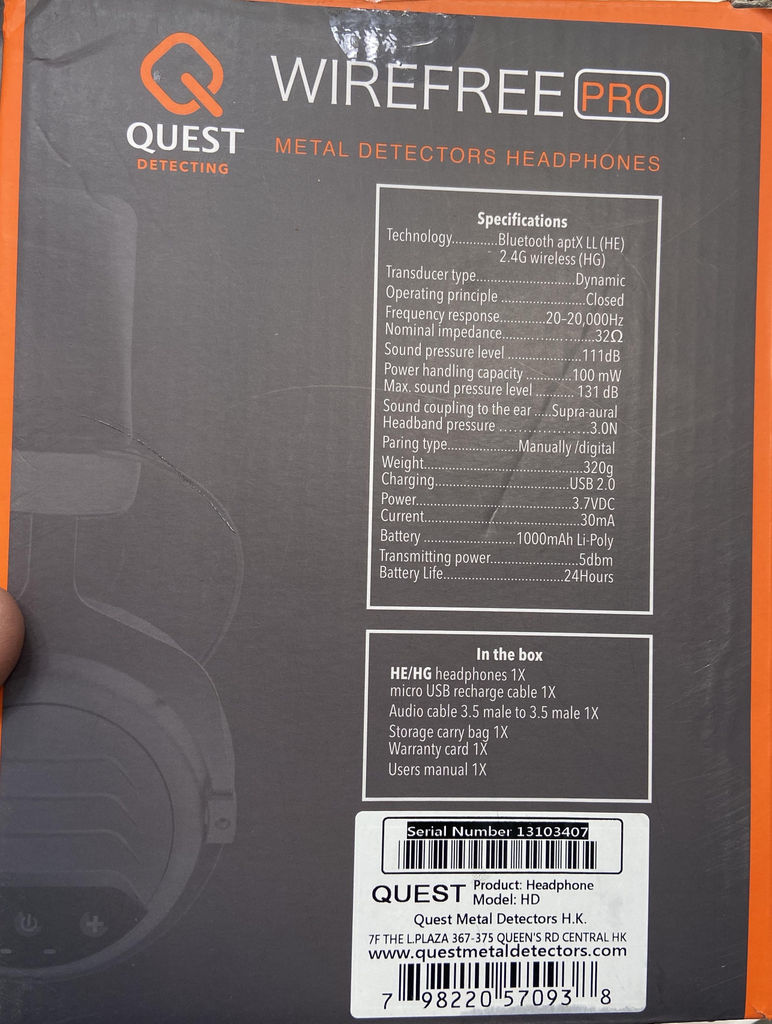 QUEST
DETECTING
WIREFREE PRO
METAL DETECTORS HEADPHONES
Specifications
Technology.............Bluetooth aptX LL (HE)
2.4G wireless (HG)
Transducer type............................Dynamic
Operating principle ........................Closed
Frequency response.............20–20,000Hz
Nominal impedance..........................32Ω
Sound pressure level .....................111dB
Power handling capacity .............100 mW
Max. sound pressure level ........... 131 dB
Sound coupling to the ear .....Supra-aural
Headband pressure .........................3.0N
Paring type....................Manually /digital
Weight.............................................320g
Charging......................................USB 2.0
Power............................................3.7VDC
Current............................................30mA
Battery ..........................1000mAh Li-Poly
Transmitting power.........................5dbm
Battery Life..................................24Hours
In the box
HE/HG headphones 1X
micro USB recharge cable 1X
Audio cable 3.5 male to 3.5 male 1X
Storage carry bag 1X
Warranty card 1X
Users manual 1X
Serial Number 13103407
QUEST Product: Headphone
Model: HD
Quest Metal Detectors H.K.
7F THE L.PLAZA 367-375 QUEEN'S RD CENTRAL HK
www.questmetaldetectors.com
7 98220 57093 8